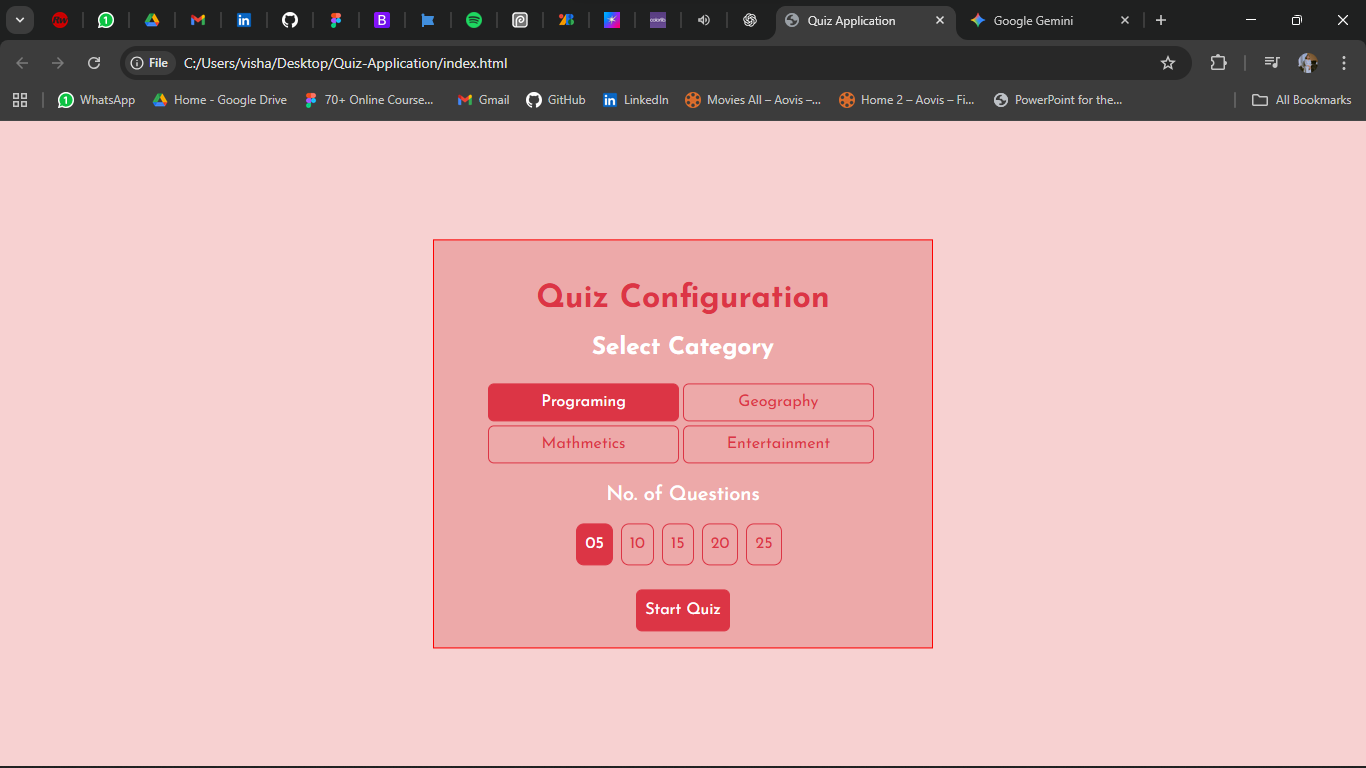 Quiz Application
Google Gemini
File
C:/Users/visha/Desktop/Quiz-Application/index.html
WhatsApp
Home - Google Drive
70+ Online Course...
Gmail
GitHub
LinkedIn
Movies All – Aovis –...
Home 2 – Aovis – Fi...
PowerPoint for the...
All Bookmarks
Quiz Configuration
Select Category
Programing
Geography
Mathmetics
Entertainment
No. of Questions
05 10 15 20 25
Start Quiz